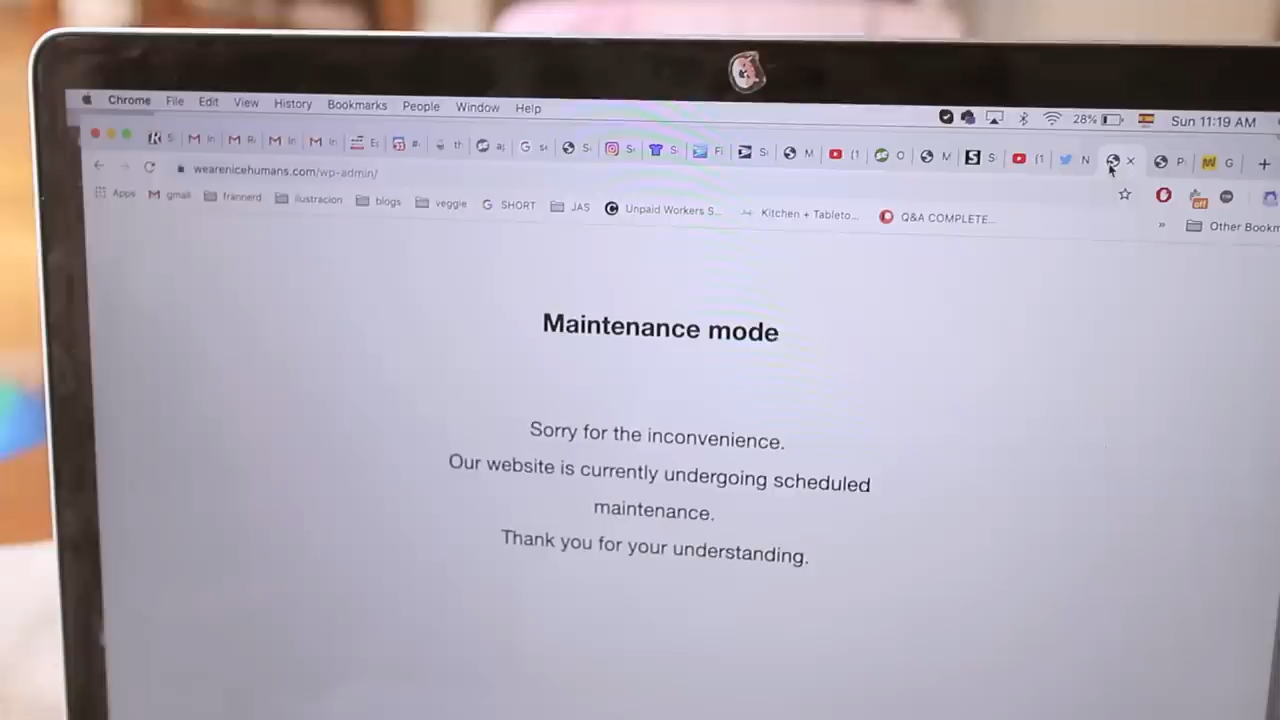 Chrome File Edit View History Bookmarks People Window Help 28% Sun 11:19 AM
wearenicehumans.com/wp-admin/
Apps gmail frannerd ilustracion blogs veggie SHORT JAS Unpaid Workers S... Kitchen + Tableto... Q&A COMPLETE...
off
» Other Bookm
Maintenance mode
Sorry for the inconvenience.
Our website is currently undergoing scheduled
maintenance.
Thank you for your understanding.